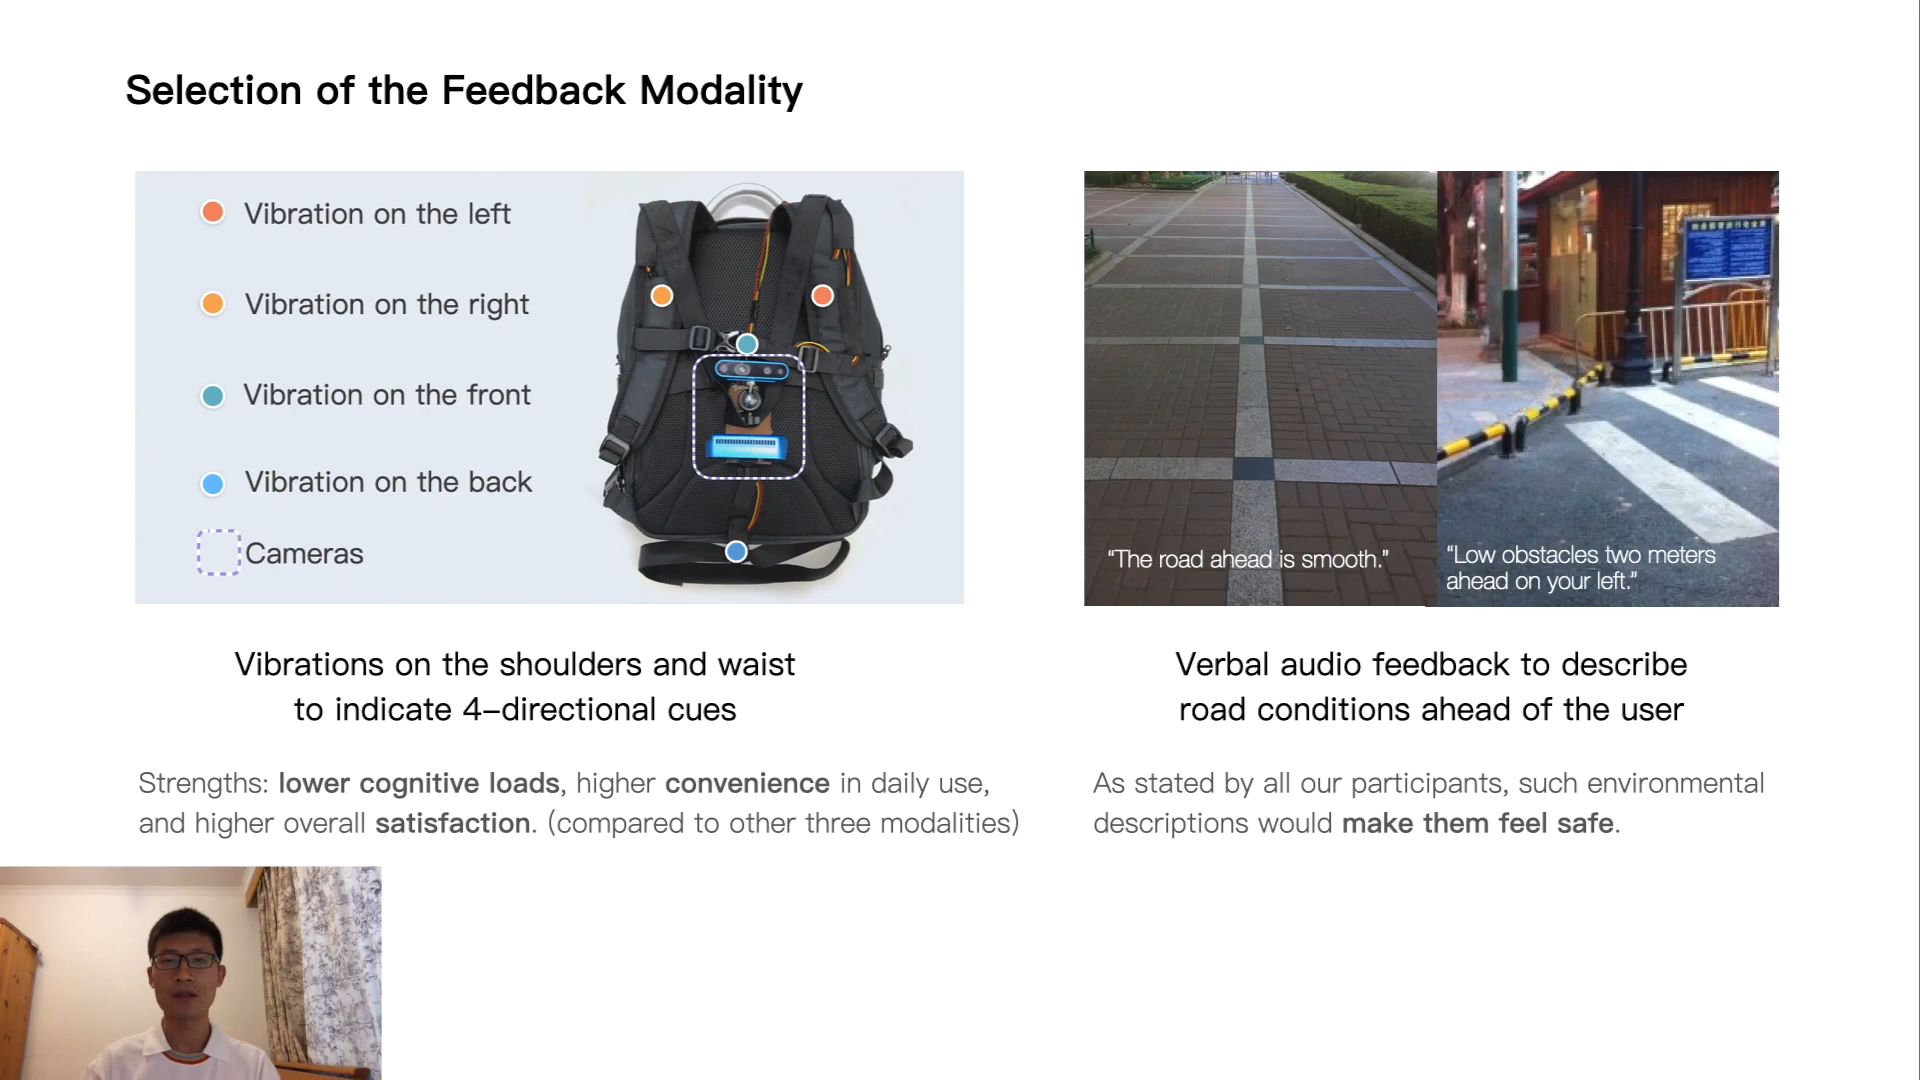 Selection of the Feedback Modality
Vibration on the left
Vibration on the right
Vibration on the front
Vibration on the back
Cameras
“The road ahead is smooth.”
“Low obstacles two meters
ahead on your left.”
Vibrations on the shoulders and waist
to indicate 4–directional cues
Strengths: lower cognitive loads, higher convenience in daily use,
and higher overall satisfaction. (compared to other three modalities)
Verbal audio feedback to describe
road conditions ahead of the user
As stated by all our participants, such environmental
descriptions would make them feel safe.